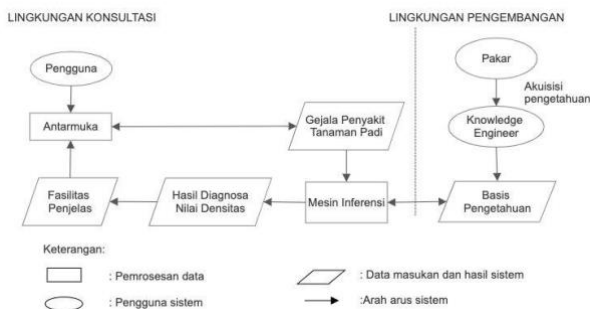 LINGKUNGAN KONSULTASI
LINGKUNGAN PENGEMBANGAN
Pengguna
Pakar
Akuisisi
pengetahuan
Antarmuka
Gejala Penyakit
Tanaman Padi
Knowledge
Engineer
Fasilitas
Penjelas
Hasil Diagnosa
Nilai Densitas
Mesin Inferensi
Basis
Pengetahuan
Keterangan:
: Pemrosesan data
: Data masukan dan hasil sistem
: Pengguna sistem
:Arah arus sistem